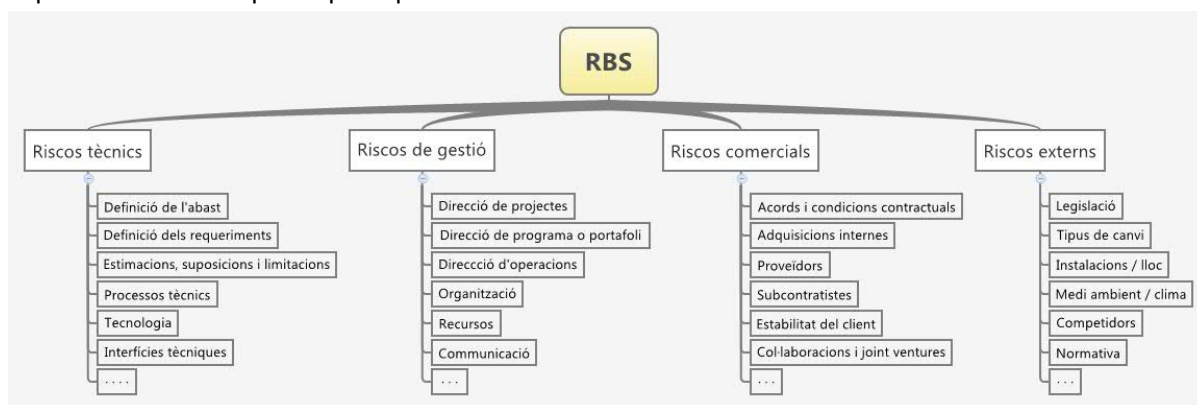 RBS
Riscos tècnics
Definició de l'abast
Definició dels requeriments
Estimacions, suposicions i limitacions
Processos tècnics
Tecnologia
Interfícies tècniques
. . . .
Riscos de gestió
Direcció de projectes
Direcció de programa o portafoli
Direccció d'operacions
Organització
Recursos
Communicació
. . .
Riscos comercials
Acords i condicions contractuals
Adquisicions internes
Proveïdors
Subcontratistes
Estabilitat del client
Col·laboracions i joint ventures
. . .
Riscos externs
Legislació
Tipus de canvi
Instalacions / lloc
Medi ambient / clima
Competidors
Normativa
. . .